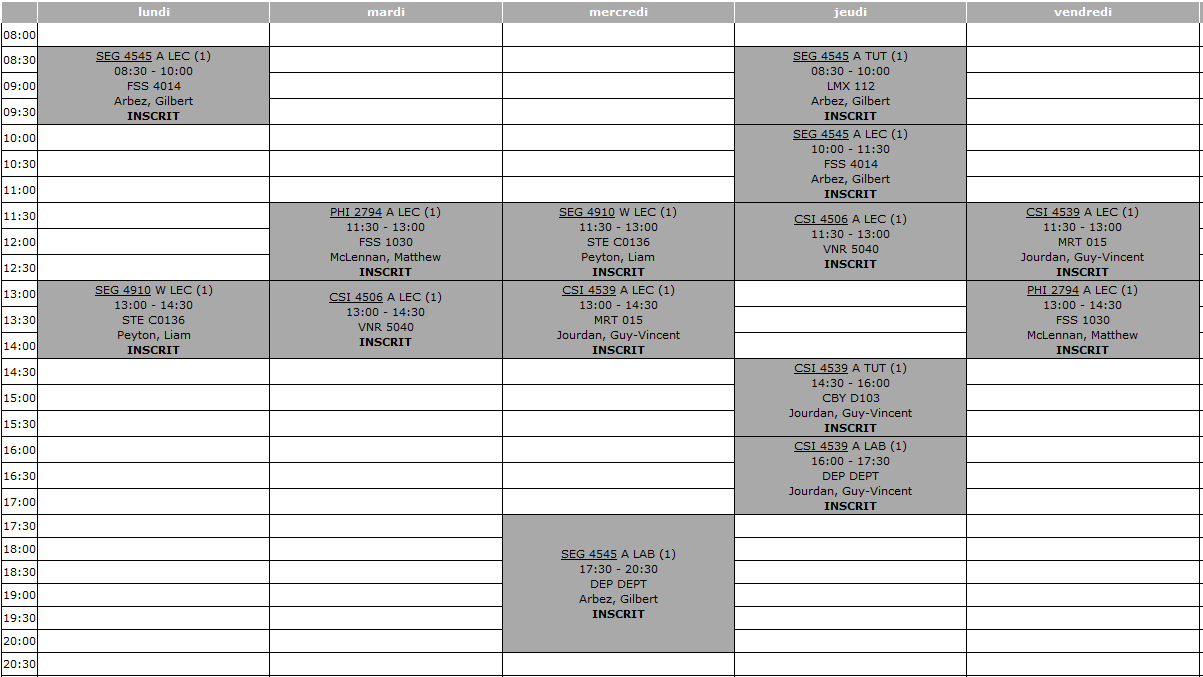 lundi mardi mercredi jeudi vendredi
08:00
08:30
09:00
09:30
10:00
10:30
11:00
11:30
12:00
12:30
13:00
13:30
14:00
14:30
15:00
15:30
16:00
16:30
17:00
17:30
18:00
18:30
19:00
19:30
20:00
20:30
SEG 4545 A LEC (1)
08:30 - 10:00
FSS 4014
Arbez, Gilbert
INSCRIT
SEG 4910 W LEC (1)
13:00 - 14:30
STE C0136
Peyton, Liam
INSCRIT
PHI 2794 A LEC (1)
11:30 - 13:00
FSS 1030
McLennan, Matthew
INSCRIT
CSI 4506 A LEC (1)
13:00 - 14:30
VNR 5040
INSCRIT
SEG 4910 W LEC (1)
11:30 - 13:00
STE C0136
Peyton, Liam
INSCRIT
CSI 4539 A LEC (1)
13:00 - 14:30
MRT 015
Jourdan, Guy-Vincent
INSCRIT
SEG 4545 A LAB (1)
17:30 - 20:30
DEP DEPT
Arbez, Gilbert
INSCRIT
SEG 4545 A TUT (1)
08:30 - 10:00
LMX 112
Arbez, Gilbert
INSCRIT
SEG 4545 A LEC (1)
10:00 - 11:30
FSS 4014
Arbez, Gilbert
INSCRIT
CSI 4506 A LEC (1)
11:30 - 13:00
VNR 5040
INSCRIT
CSI 4539 A TUT (1)
14:30 - 16:00
CBY D103
Jourdan, Guy-Vincent
INSCRIT
CSI 4539 A LAB (1)
16:00 - 17:30
DEP DEPT
Jourdan, Guy-Vincent
INSCRIT
CSI 4539 A LEC (1)
11:30 - 13:00
MRT 015
Jourdan, Guy-Vincent
INSCRIT
PHI 2794 A LEC (1)
13:00 - 14:30
FSS 1030
McLennan, Matthew
INSCRIT